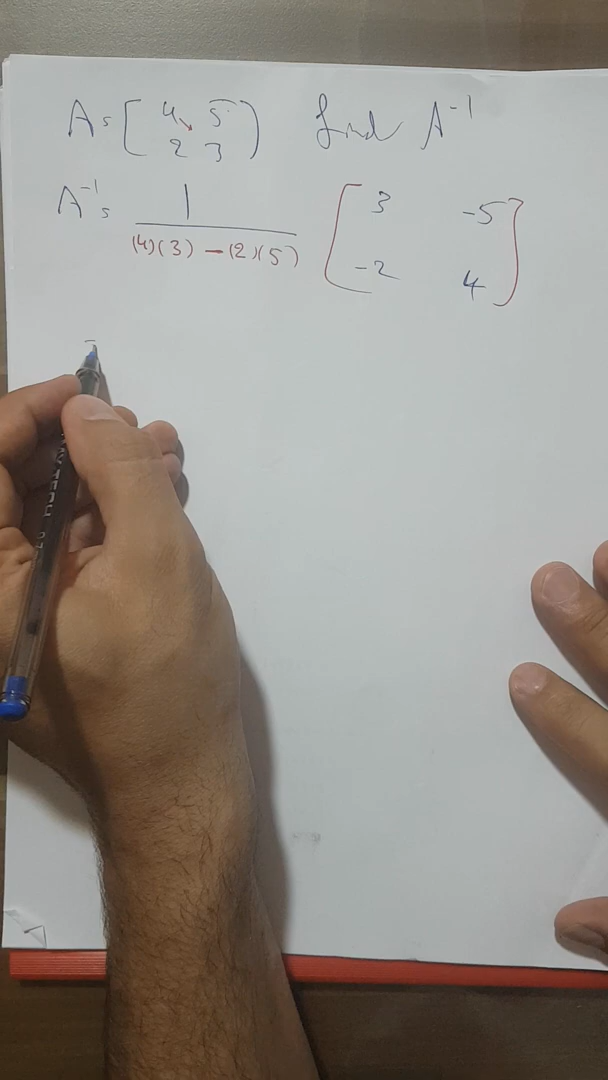 A = [ 4 5 ] find A⁻¹
2 3
A⁻¹ = 1 [ 3 -5 ]
(4)(3) - (2)(5)
-2 4
=